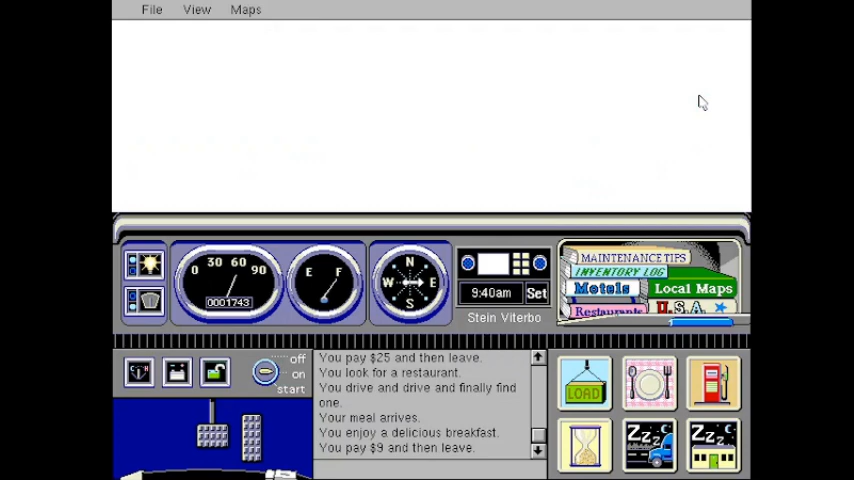 File View Maps
0 30 60 90
0001743
E F
N
W E
S
9:40am Set
Stein Viterbo
MAINTENANCE TIPS
INVENTORY LOG
Motels Local Maps
Restaurants U.S.A
off
on
start
You pay $25 and then leave.
You look for a restaurant.
You drive and drive and finally find
one.
Your meal arrives.
You enjoy a delicious breakfast.
You pay $9 and then leave.
C H
LOAD
ZZZ
ZZZ